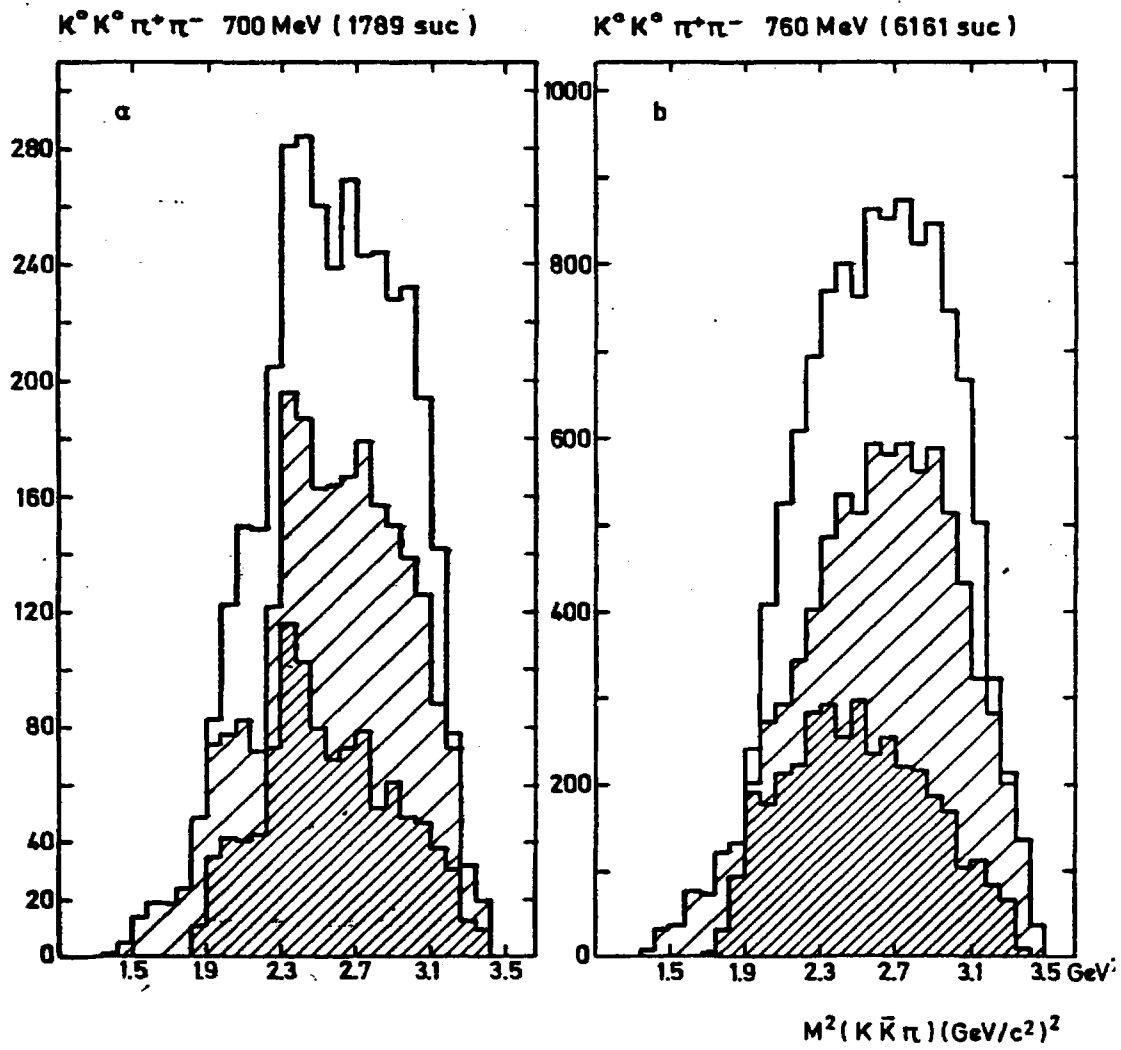 K° K° π⁺ π⁻ 700 MeV (1789 suc)
K° K° π⁺π⁻ 760 MeV (6161 suc)
a
280
240
200
160
120
80
40
20
0
1.5 1.9 2.3 2.7 3.1 3.5
b
1000
800
600
400
200
0
1.5 1.9 2.3 2.7 3.1 3.5 GeV
M² (K K̄ π) (GeV/c²)²